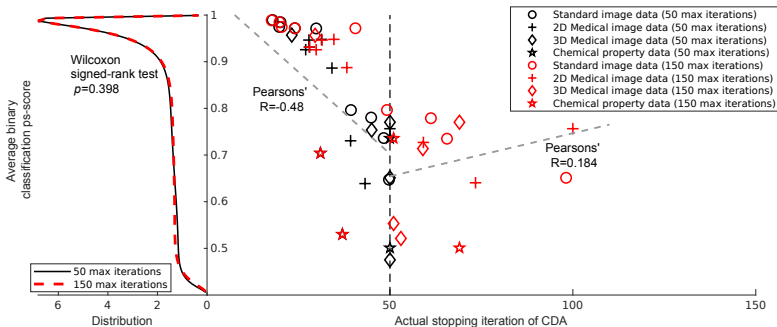 Average binary
classification ps-score
Wilcoxon
signed-rank test
p=0.398
50 max iterations
150 max iterations
6
4
2
0
Distribution
1
0.9
0.8
0.7
0.6
0.5
Pearsons'
R=-0.48
Pearsons'
R=0.184
Standard image data (50 max iterations)
2D Medical image data (50 max iterations)
3D Medical image data (50 max iterations)
Chemical property data (50 max iterations)
Standard image data (150 max iterations)
2D Medical image data (150 max iterations)
3D Medical image data (150 max iterations)
Chemical property data (150 max iterations)
50
100
150
Actual stopping iteration of CDA